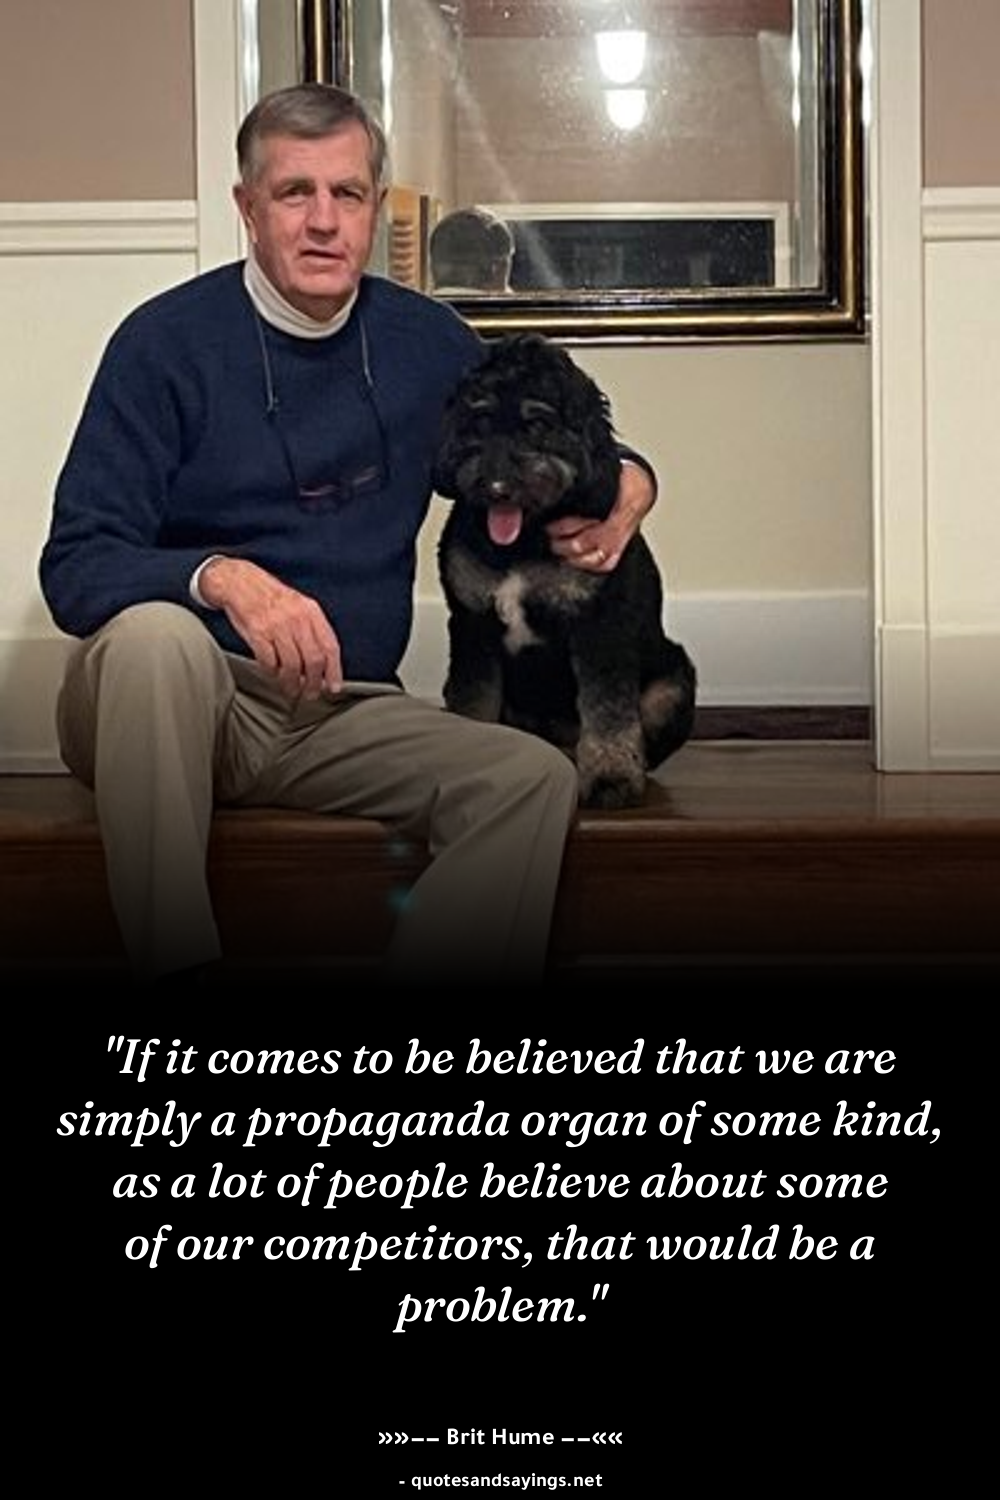 "If it comes to be believed that we are
simply a propaganda organ of some kind,
as a lot of people believe about some
of our competitors, that would be a
problem."
»»–– Brit Hume ––««
- quotesandsayings.net